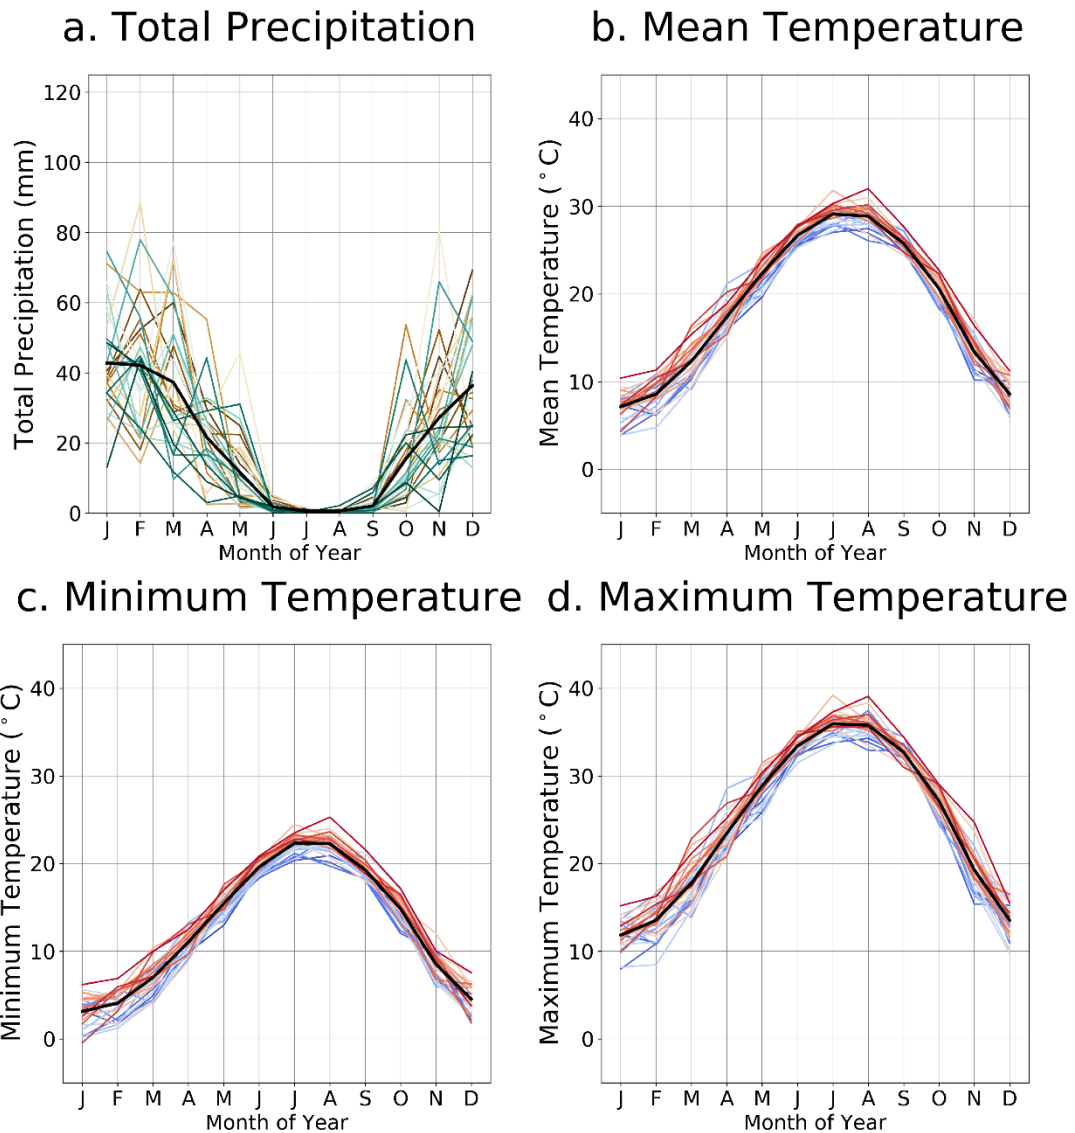 a. Total Precipitation
Total Precipitation (mm)
120
100
80
60
40
20
0
J F M A M J J A S O N D
Month of Year
b. Mean Temperature
Mean Temperature (°C)
40
30
20
10
0
J F M A M J J A S O N D
Month of Year
c. Minimum Temperature
Minimum Temperature (°C)
40
30
20
10
0
J F M A M J J A S O N D
Month of Year
d. Maximum Temperature
Maximum Temperature (°C)
40
30
20
10
0
J F M A M J J A S O N D
Month of Year